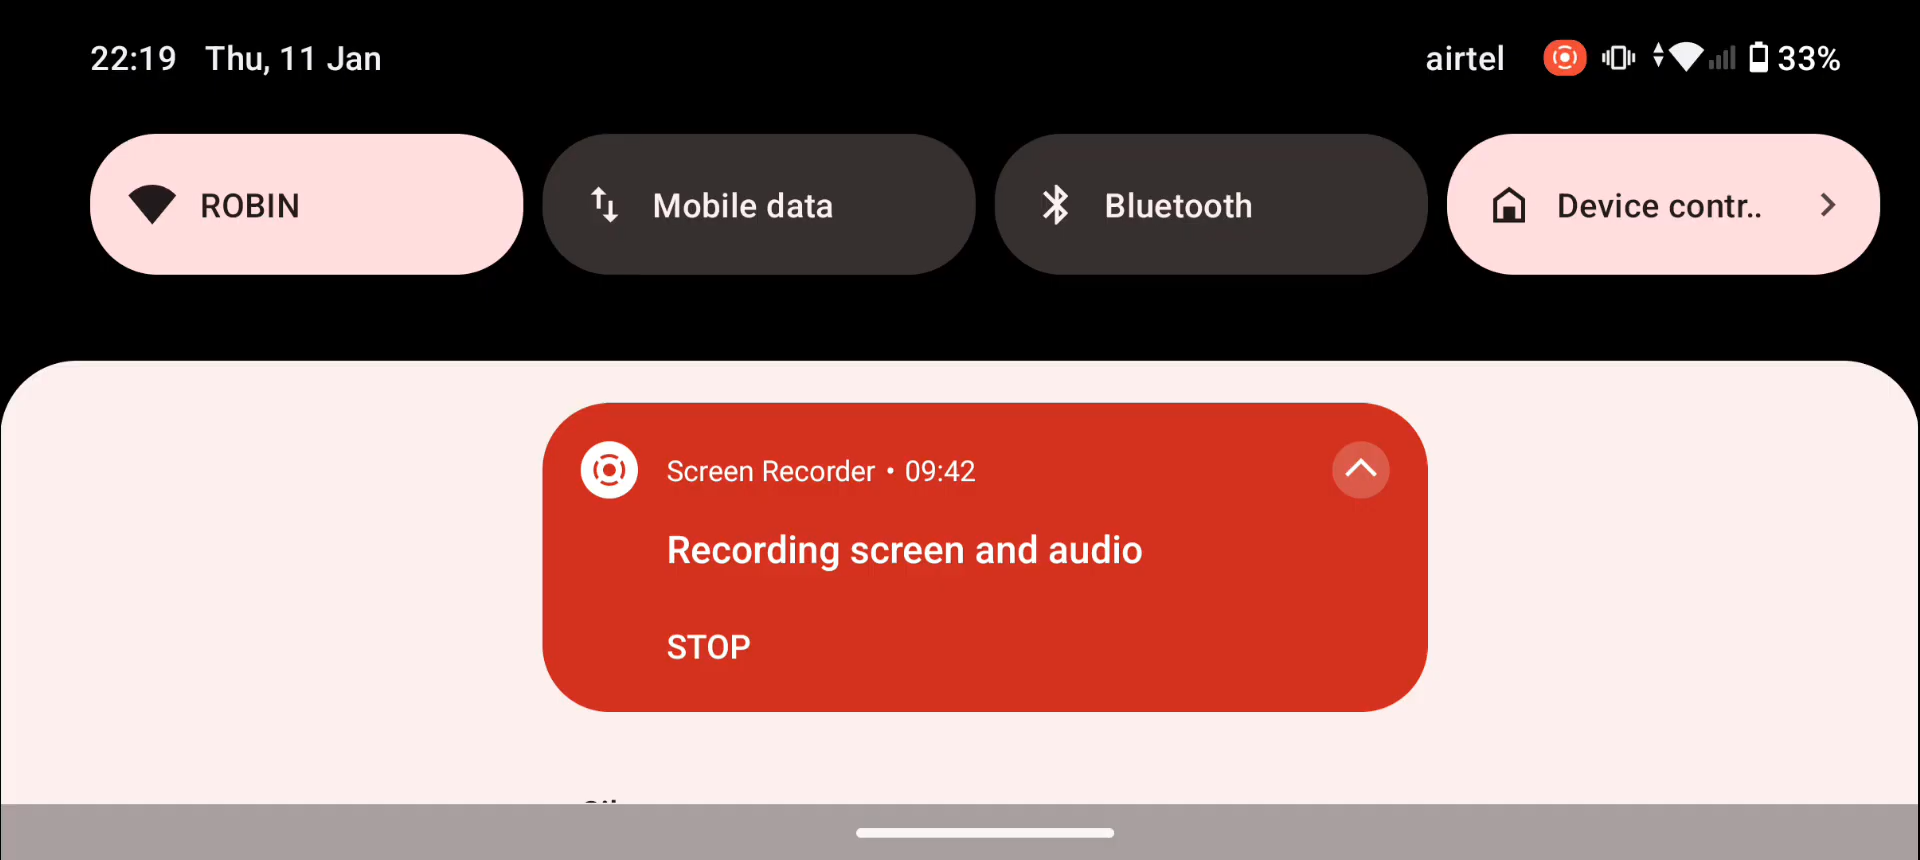 22:19 Thu, 11 Jan
airtel 33%
ROBIN
Mobile data
Bluetooth
Device contr..
Screen Recorder • 09:42
Recording screen and audio
STOP